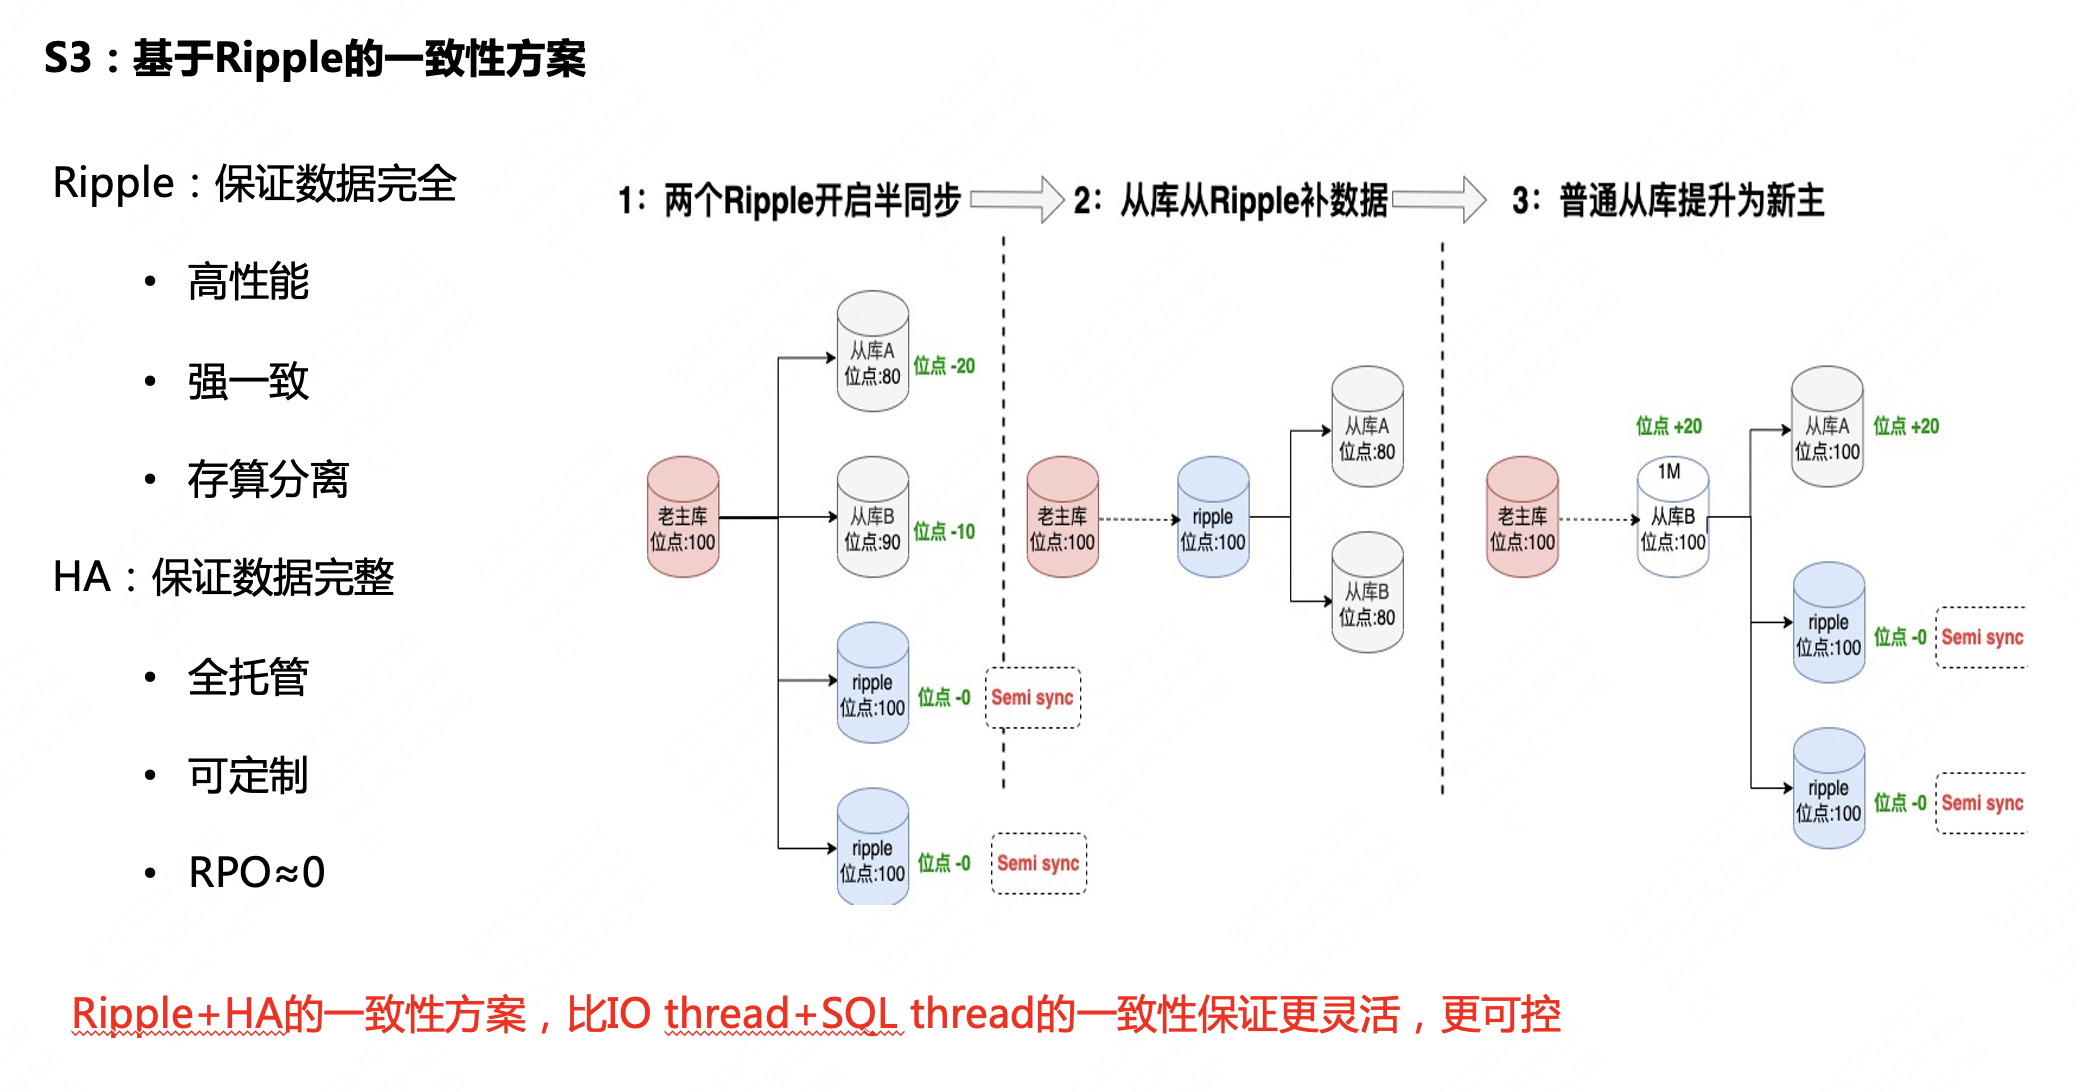 S3：基于Ripple的一致性方案
Ripple：保证数据完全
• 高性能
• 强一致
• 存算分离
HA：保证数据完整
• 全托管
• 可定制
• RPO≈0
1：两个Ripple开启半同步
2：从库从Ripple补数据
3：普通从库提升为新主
老主库
位点:100
从库A
位点:80
位点 -20
从库B
位点:90
位点 -10
ripple
位点:100
位点 -0
Semi sync
ripple
位点:100
位点 -0
Semi sync
老主库
位点:100
ripple
位点:100
从库A
位点:80
从库B
位点:80
老主库
位点:100
位点 +20
1M
从库B
位点:100
从库A
位点:100
位点 +20
ripple
位点:100
位点 -0
Semi sync
ripple
位点:100
位点 -0
Semi sync
Ripple+HA的一致性方案，比IO thread+SQL thread的一致性保证更灵活，更可控